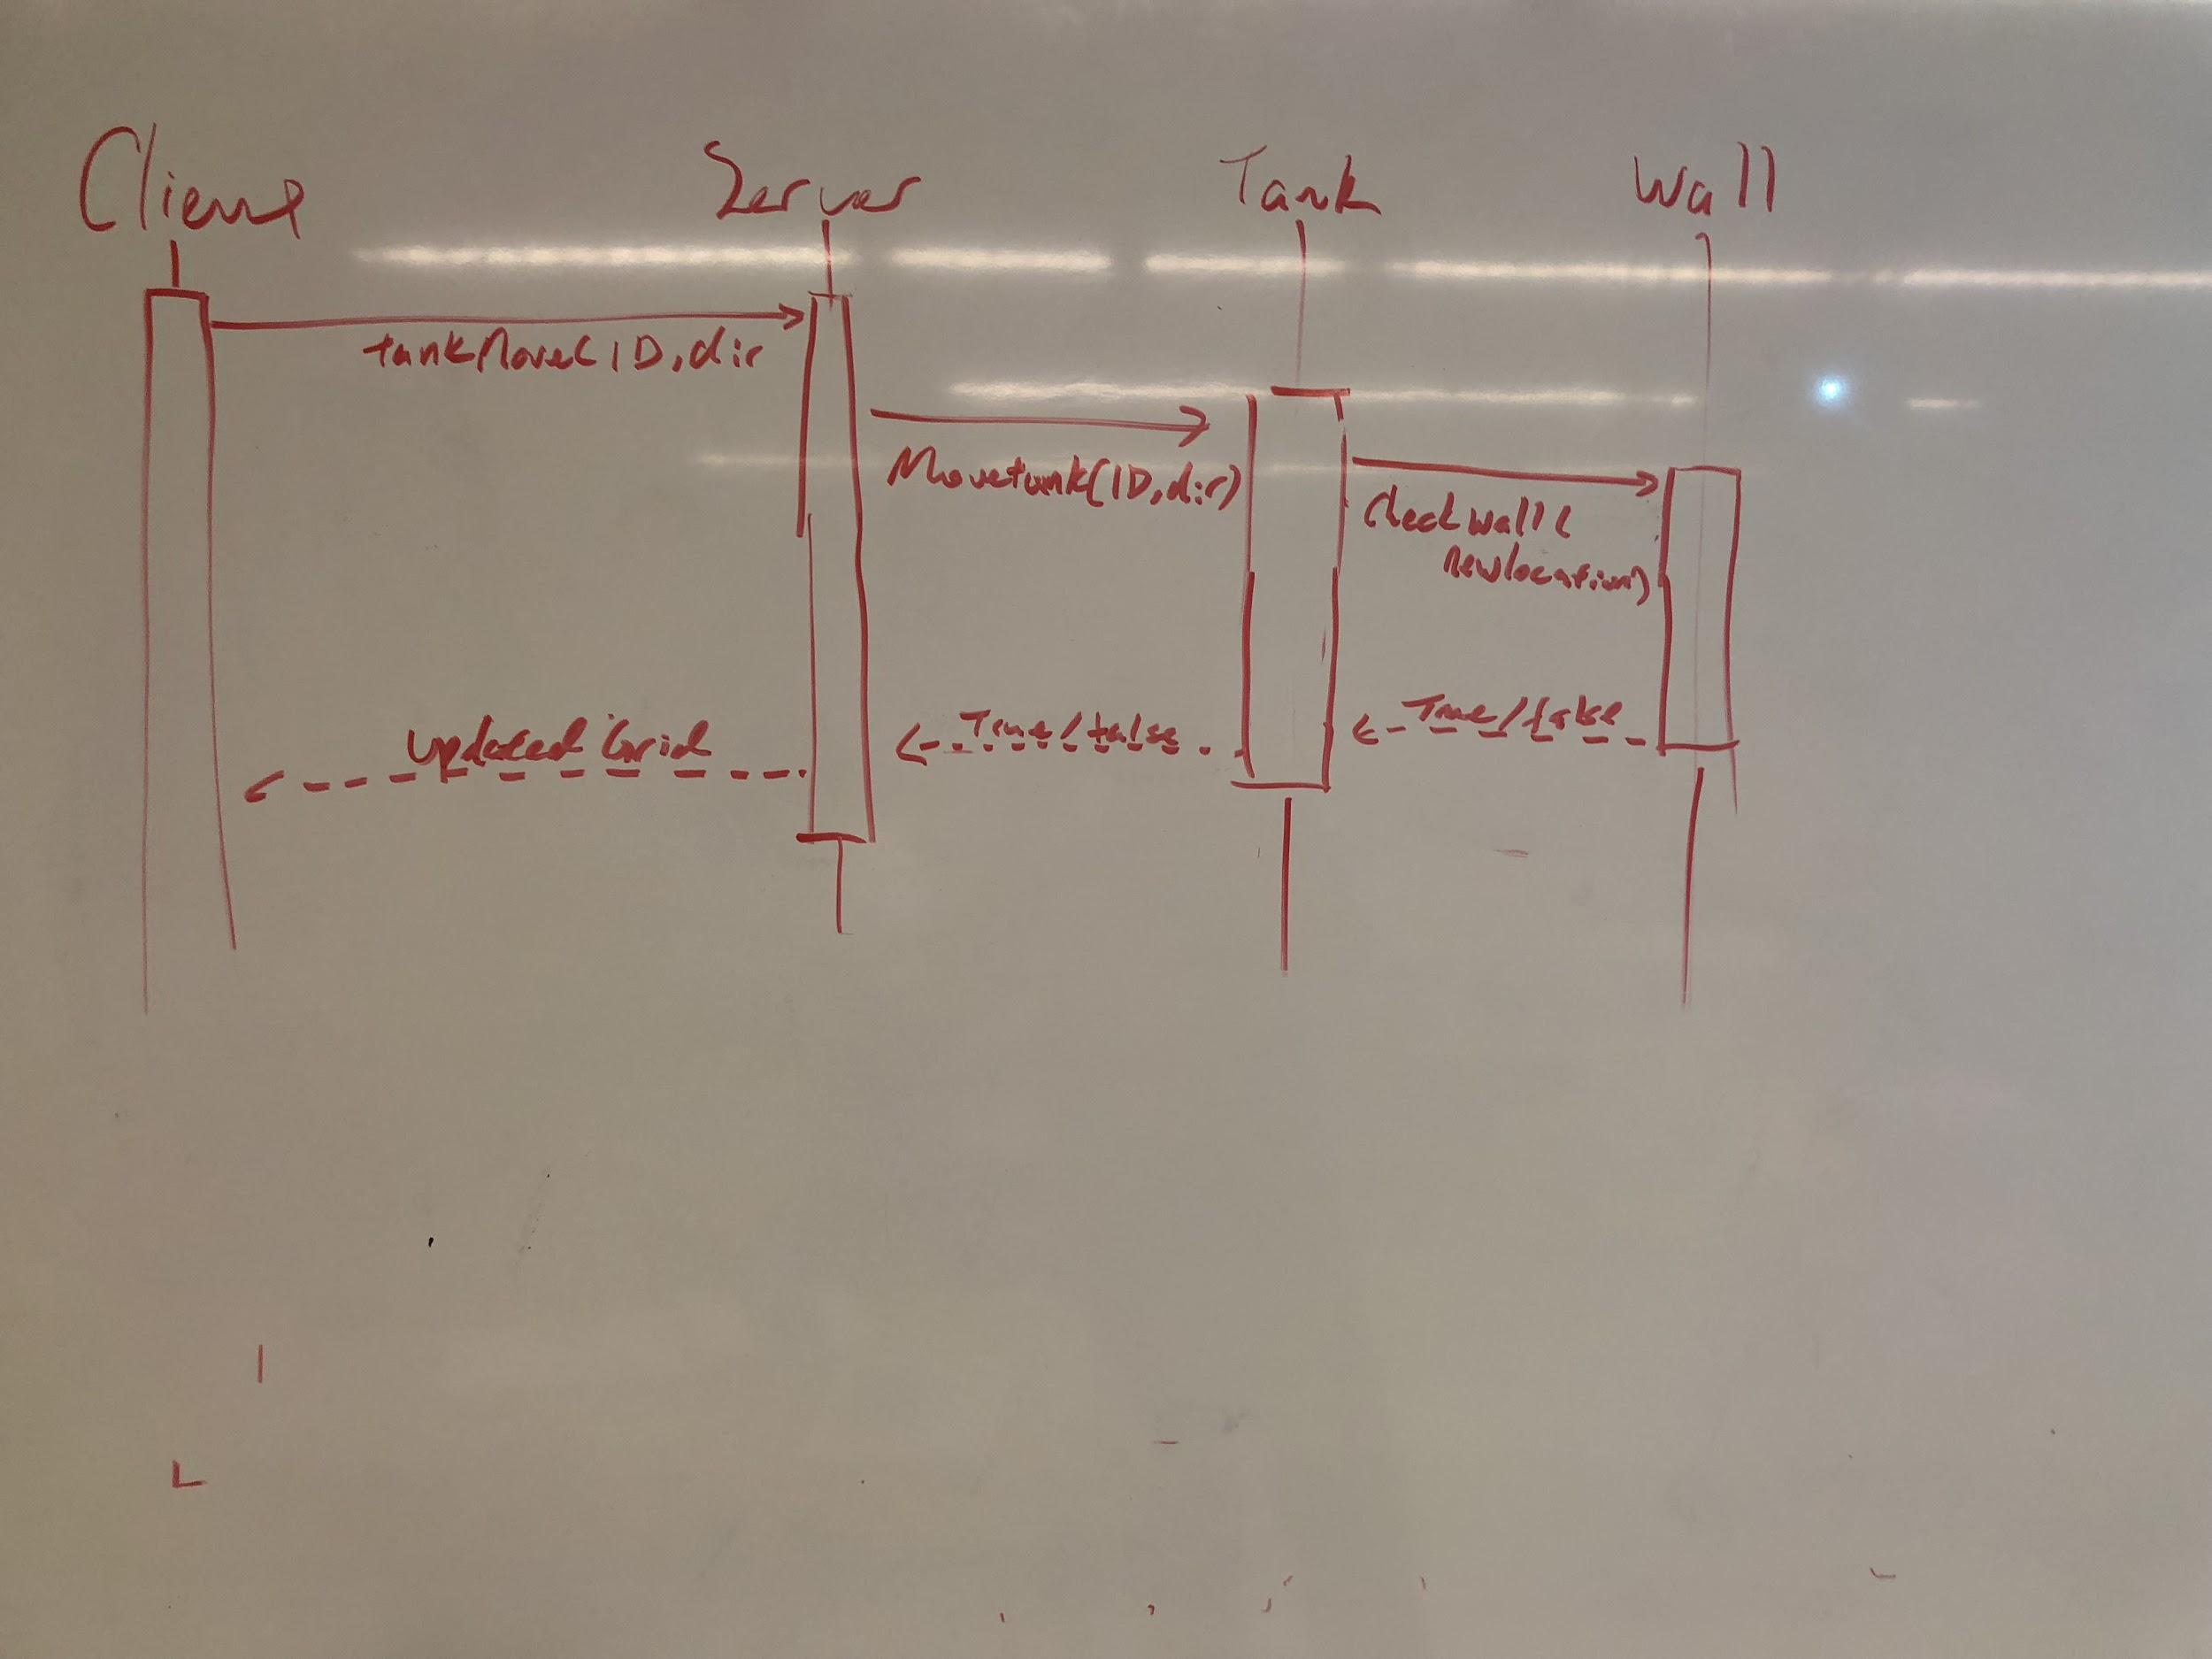 Client Server Tank Wall
tankMove(ID,dir
Movetank(ID,dir)
Checkwall(
newlocation)
True/false
True/false
Updated Grid